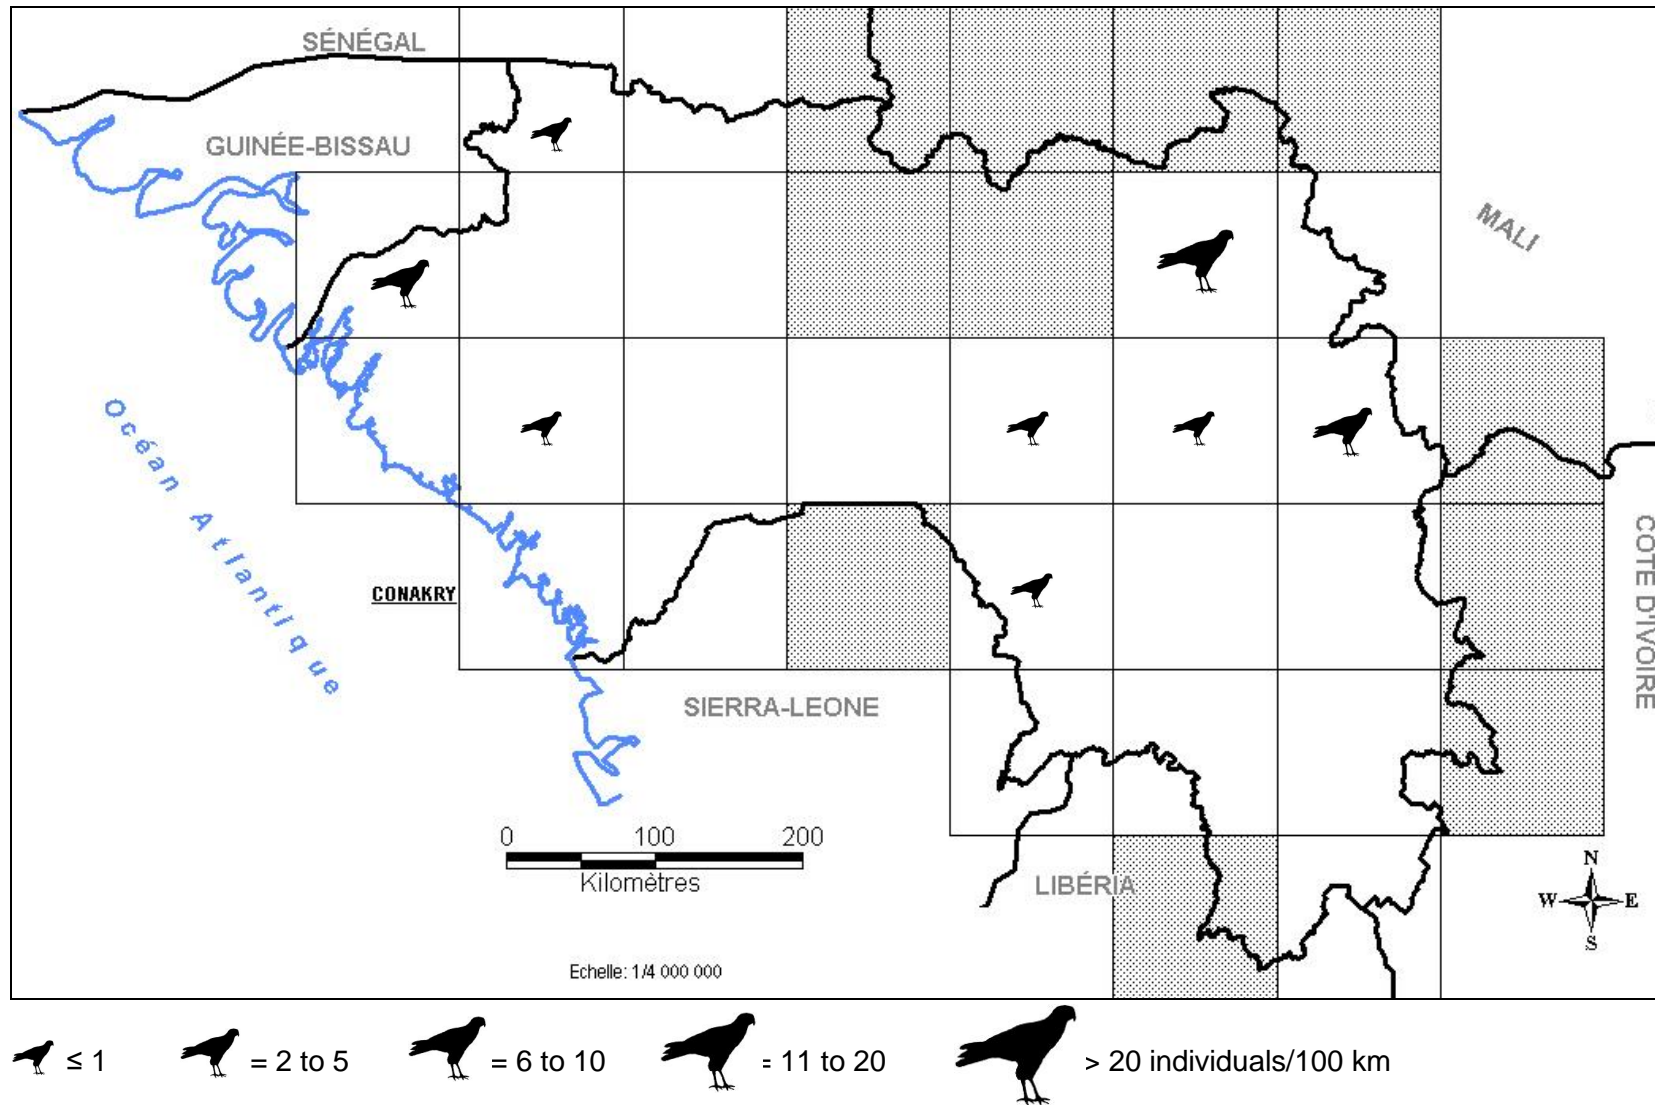 SÉNÉGAL
GUINÉE-BISSAU
MALI
Océan Atlantique
CONAKRY
COTE D'IVOIRE
SIERRA-LEONE
0 100 200
Kilomètres
LIBÉRIA
N
W E
S
Echelle: 1/4 000 000
≤ 1 = 2 to 5 = 6 to 10 = 11 to 20 > 20 individuals/100 km